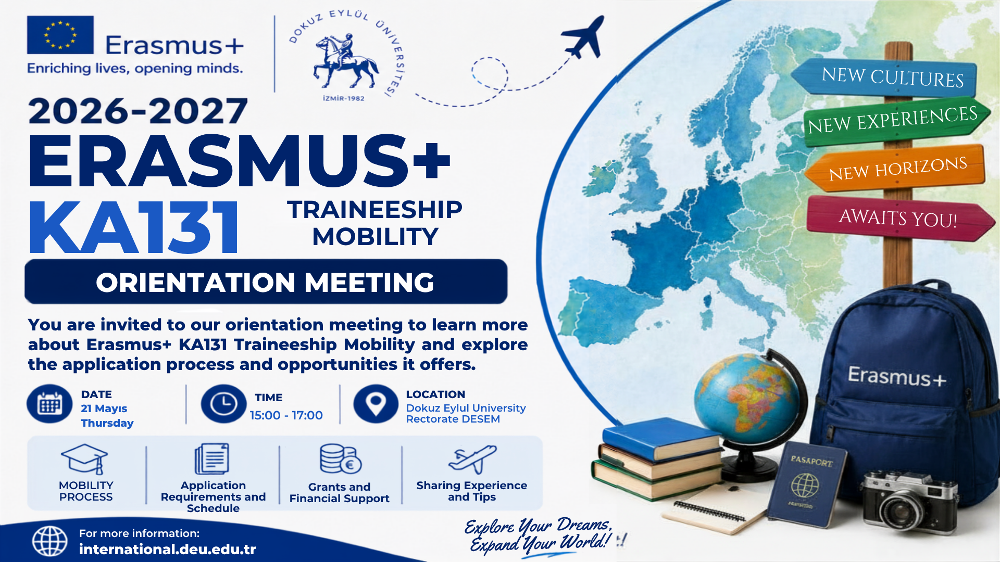 Erasmus+
Enriching lives, opening minds.
DOKUZ EYLÜL ÜNİVERSİTESİ
İZMİR-1982
2026-2027
ERASMUS+
KA131
TRAINEESHIP
MOBILITY
ORIENTATION MEETING
You are invited to our orientation meeting to learn more
about Erasmus+ KA131 Traineeship Mobility and explore
the application process and opportunities it offers.
DATE
21 Mayıs
Thursday
TIME
15:00 - 17:00
LOCATION
Dokuz Eylul University
Rectorate DESEM
MOBILITY
PROCESS
Application
Requirements and
Schedule
Grants and
Financial Support
Sharing Experience
and Tips
For more information:
international.deu.edu.tr
Explore Your Dreams,
Expand Your World!
NEW CULTURES
NEW EXPERIENCES
NEW HORIZONS
AWAITS YOU!
Erasmus+
PASAPORT